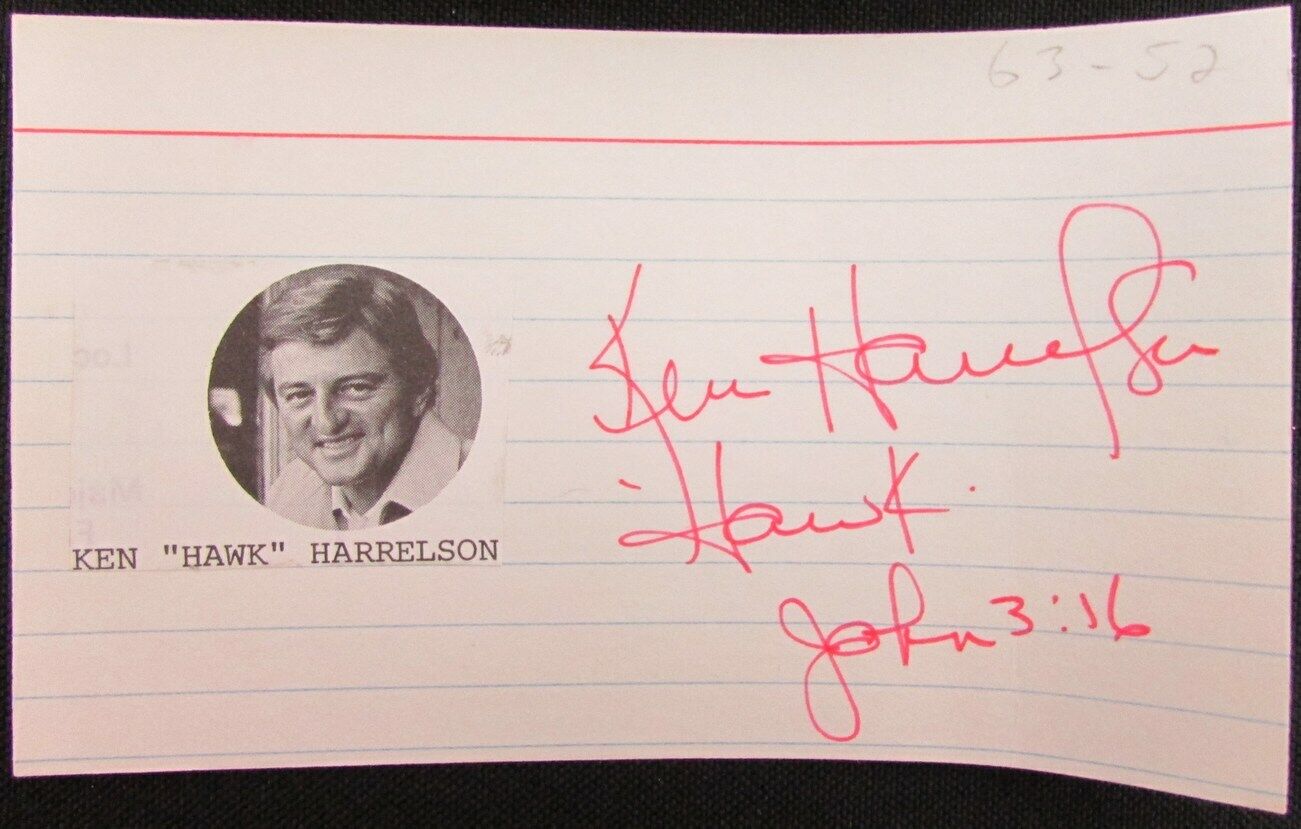 63-52
KEN "HAWK" HARRELSON
Ken Harrelson
"Hawk"
John 3:16